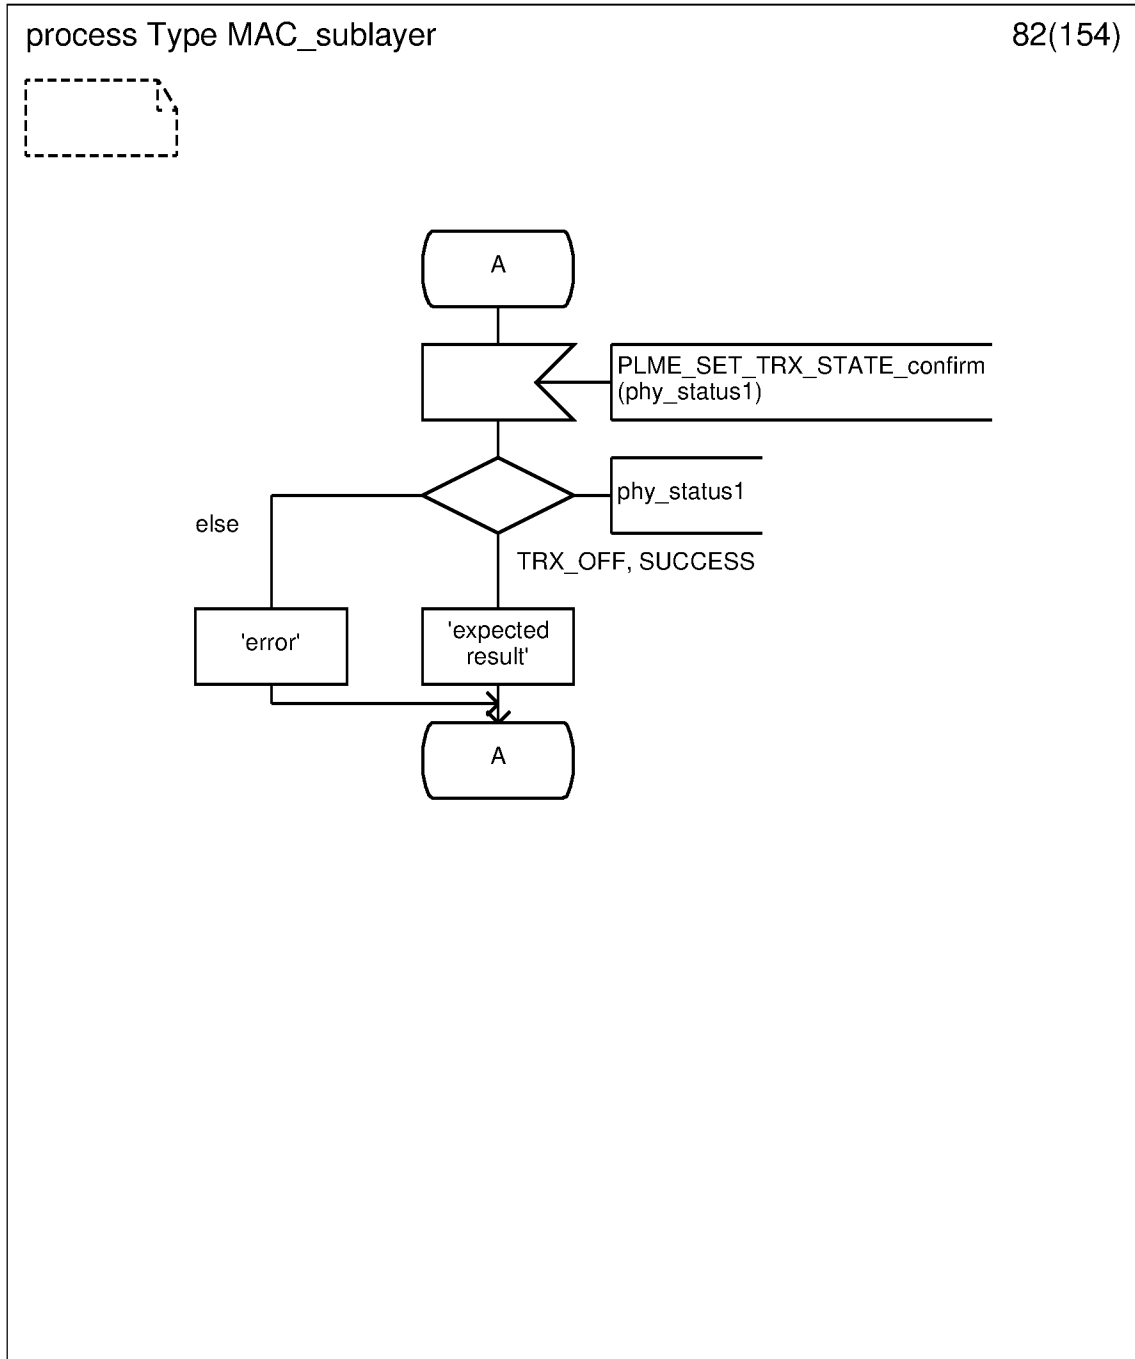 process Type MAC_sublayer
82(154)
A
PLME_SET_TRX_STATE_confirm
(phy_status1)
phy_status1
else
TRX_OFF, SUCCESS
'error'
'expected
result'
A